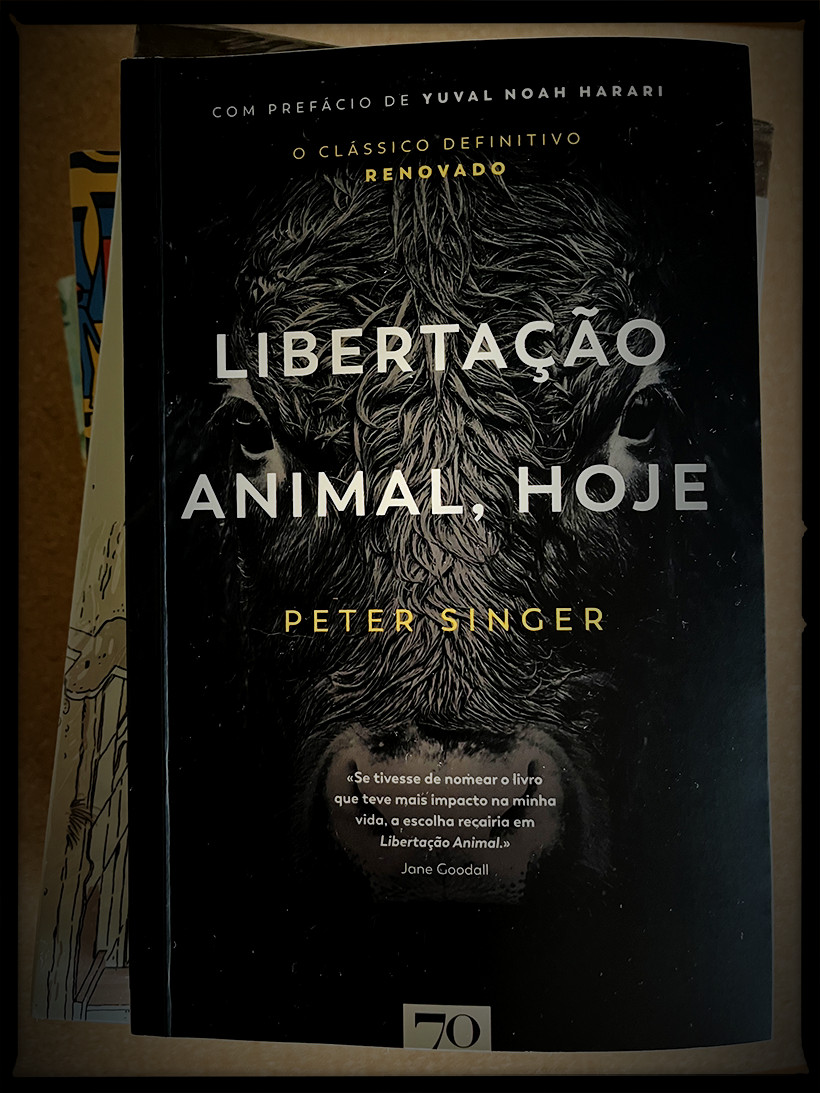 COM PREFÁCIO DE YUVAL NOAH HARARI
O CLÁSSICO DEFINITIVO
RENOVADO
LIBERTAÇÃO
ANIMAL, HOJE
PETER SINGER
«Se tivesse de nomear o livro
que teve mais impacto na minha
vida, a escolha recairia em
Libertação Animal.»
Jane Goodall
70